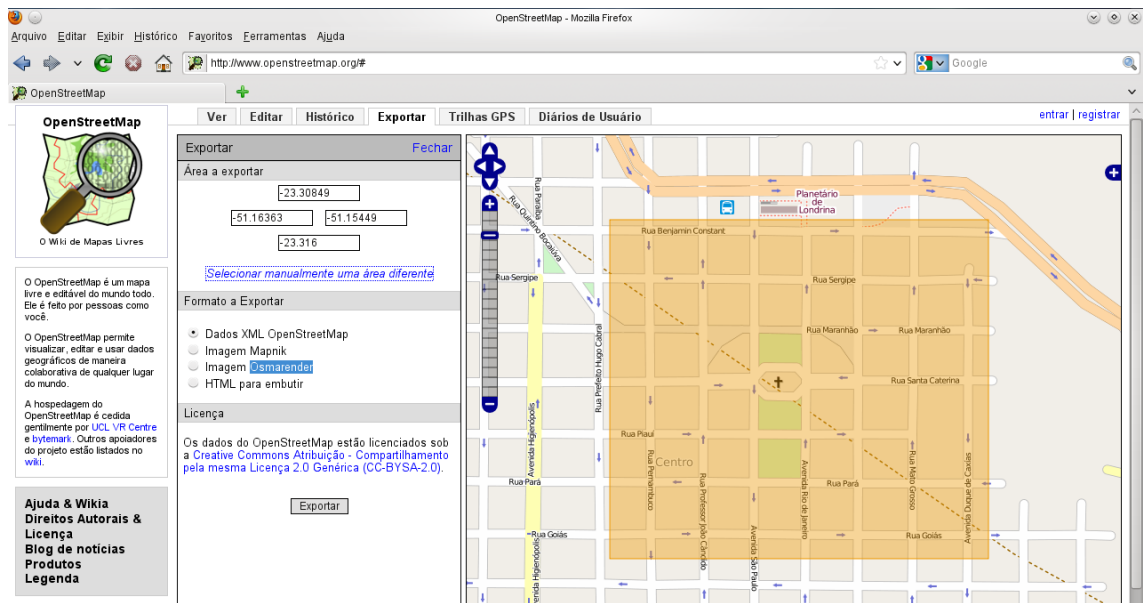 OpenStreetMap - Mozilla Firefox
Arquivo Editar Exibir Histórico Favoritos Ferramentas Ajuda
http://www.openstreetmap.org/#
Google
OpenStreetMap
OpenStreetMap
O Wiki de Mapas Livres
O OpenStreetMap é um mapa
livre e editável do mundo todo.
Ele é feito por pessoas como
você.
O OpenStreetMap permite
visualizar, editar e usar dados
geográficos de maneira
colaborativa de qualquer lugar
do mundo.
A hospedagem do
OpenStreetMap é cedida
gentilmente por UCL VR Centre
e bytemark. Outros apoiadores
do projeto estão listados no
wiki.
Ajuda & Wikia
Direitos Autorais &
Licença
Blog de notícias
Produtos
Legenda
Ver Editar Histórico Exportar Trilhas GPS Diários de Usuário
entrar | registrar
Exportar Fechar
Área a exportar
-23.30849
-51.16363 -51.15449
-23.316
Selecionar manualmente uma área diferente
Formato a Exportar
Dados XML OpenStreetMap
Imagem Mapnik
Imagem Osmarender
HTML para embutir
Licença
Os dados do OpenStreetMap estão licenciados sob
a Creative Commons Atribuição - Compartilhamento
pela mesma Licença 2.0 Genérica (CC-BYSA-2.0).
Exportar
Planetário
de
Londrina
Rua Paraíba
Rua Quintino Bocaiúva
Rua Benjamin Constant
Rua Sergipe
Rua Sergipe
Rua Maranhão
Rua Maranhão
Rua Prefeito Hugo Cabral
Rua Santa Caterina
Avenida Higienópolis
Rua Piauí
Centro
Rua Pernambuco
Rua Professor João Cândido
Avenida Rio de Janeiro
Rua Mato Grosso
Avenida Duque de Caxias
Rua Pará
Rua Pará
Rua Goiás
Rua Goiás
Avenida São Paulo
enida Higienópolis